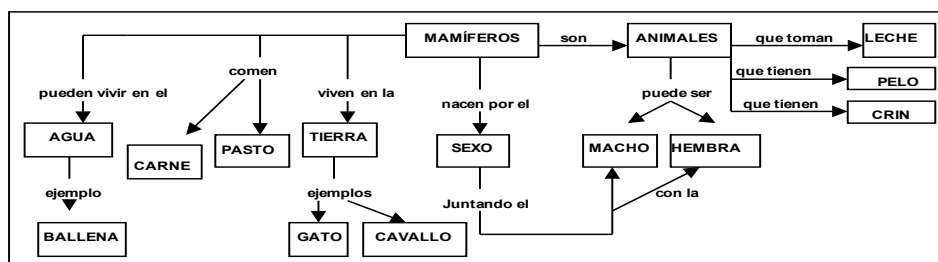 MAMÍFEROS son ANIMALES que toman LECHE
comen que tienen PELO
pueden vivir en el viven en la nacen por el puede ser que tienen CRIN
AGUA CARNE PASTO TIERRA SEXO MACHO HEMBRA
ejemplo ejemplos Juntando el con la
BALLENA GATO CAVALLO